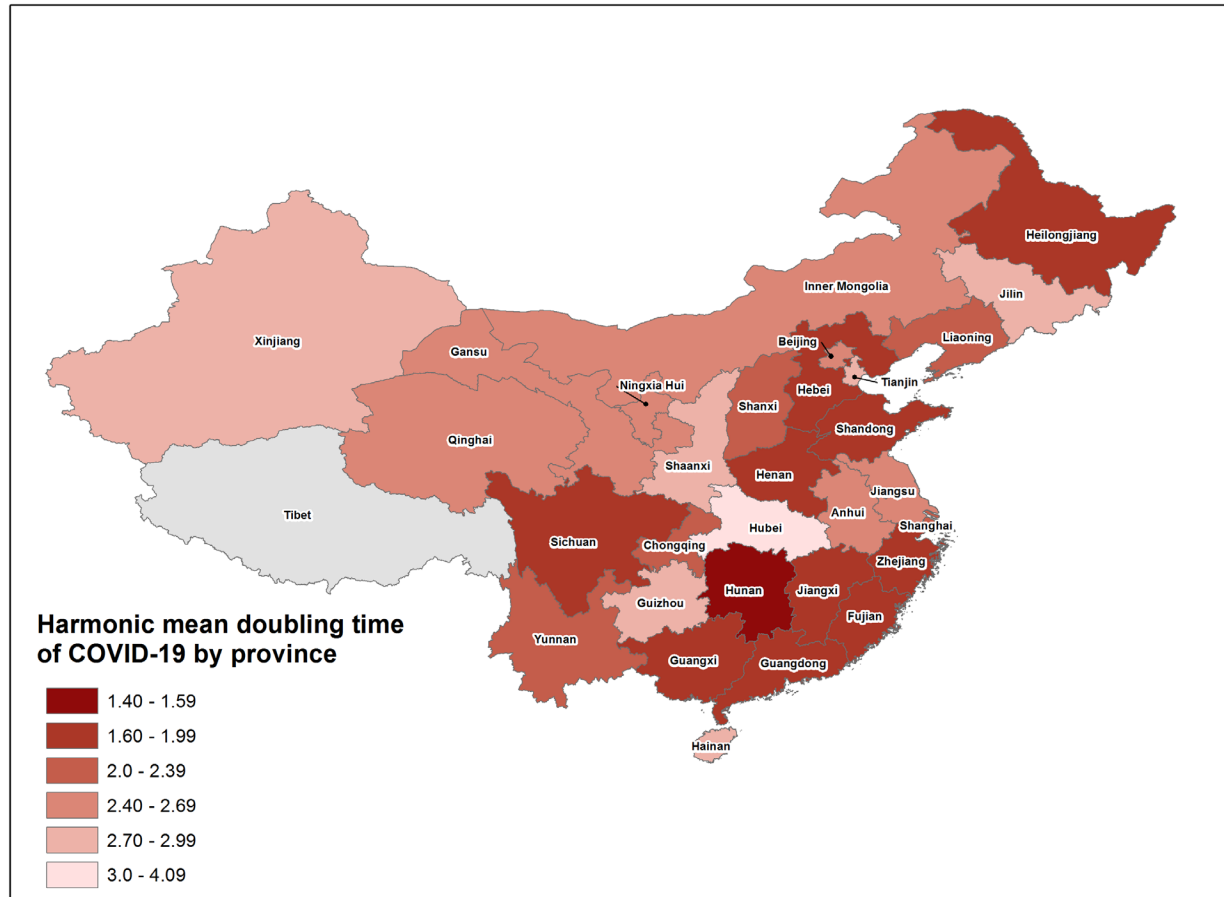 Heilongjiang
Jilin
Inner Mongolia
Liaoning
Beijing
Xinjiang
Gansu
Ningxia Hui
Tianjin
Hebei
Shanxi
Shandong
Qinghai
Shaanxi
Henan
Jiangsu
Tibet
Anhui
Hubei
Shanghai
Sichuan
Chongqing
Zhejiang
Hunan
Jiangxi
Guizhou
Fujian
Yunnan
Guangxi
Guangdong
Hainan
Harmonic mean doubling time
of COVID-19 by province
1.40 - 1.59
1.60 - 1.99
2.0 - 2.39
2.40 - 2.69
2.70 - 2.99
3.0 - 4.09